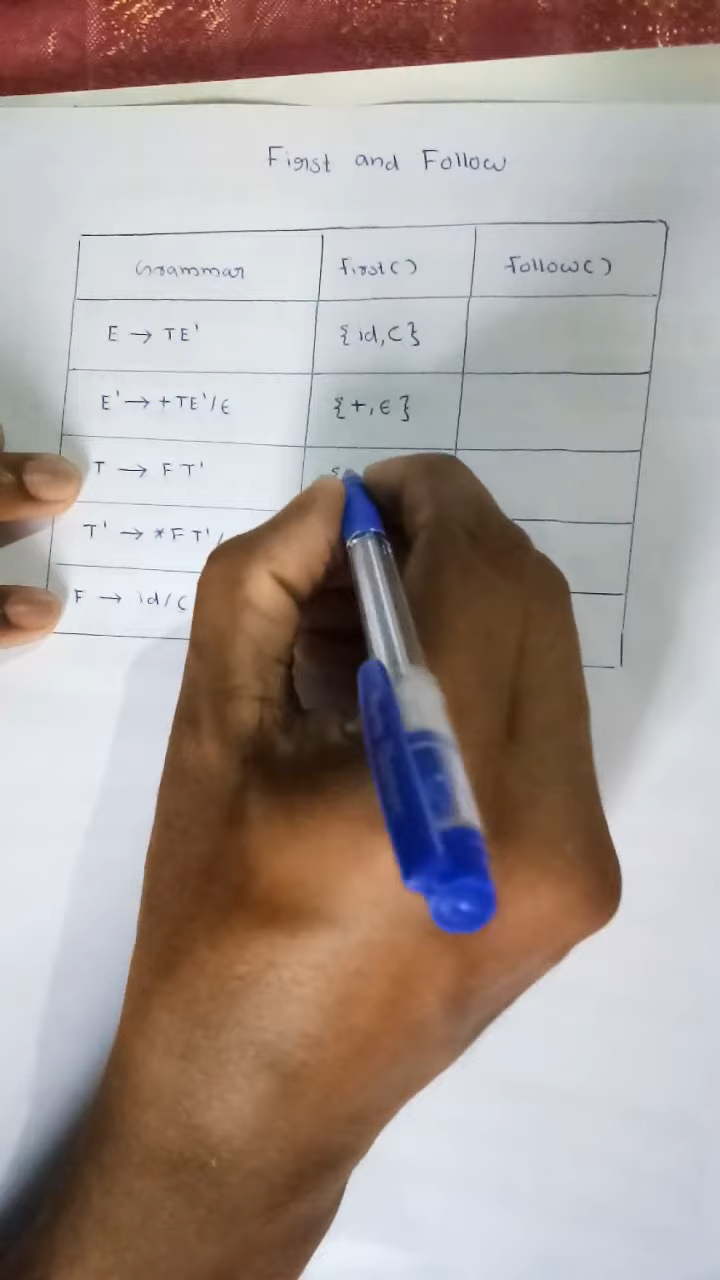 First and Follow
Grammar First() Follow()
E → TE' {id,(}
E' → +TE'/ε {+,ε}
T → FT' {
T' → *FT'/
F → id/(